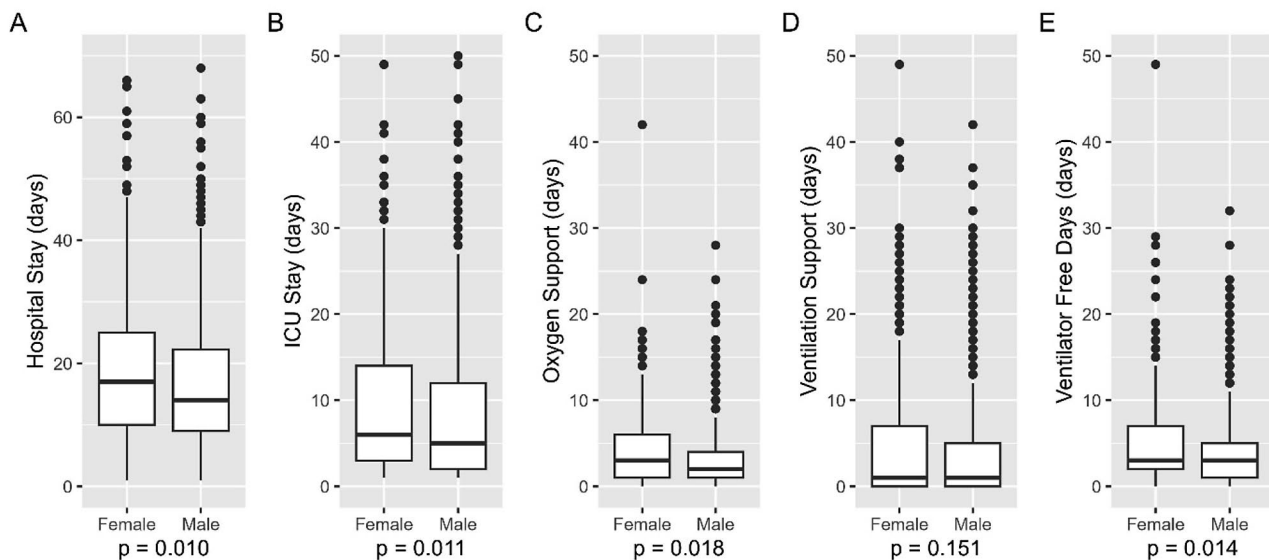 A B C D E
Hospital Stay (days)
60
40
20
0
Female Male
p = 0.010
ICU Stay (days)
50
40
30
20
10
0
Female Male
p = 0.011
Oxygen Support (days)
50
40
30
20
10
0
Female Male
p = 0.018
Ventilation Support (days)
50
40
30
20
10
0
Female Male
p = 0.151
Ventilator Free Days (days)
50
40
30
20
10
0
Female Male
p = 0.014